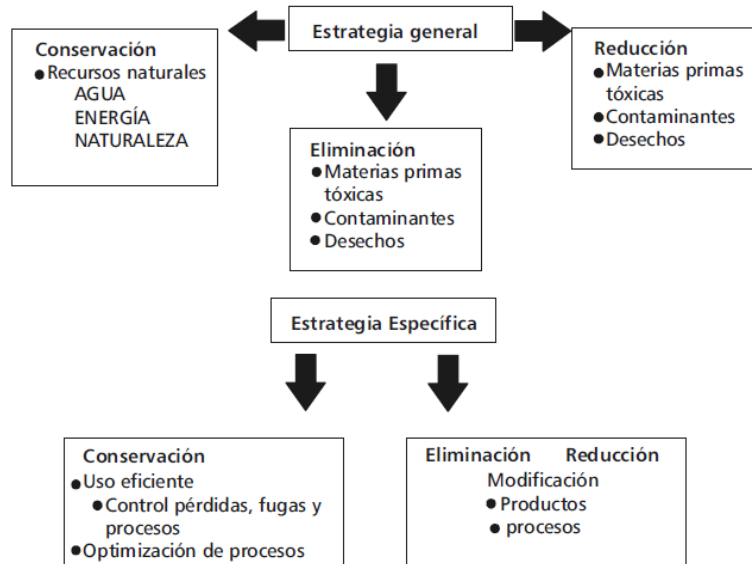 Estrategia general
Conservación
● Recursos naturales
AGUA
ENERGÍA
NATURALEZA
Eliminación
● Materias primas
tóxicas
● Contaminantes
● Desechos
Reducción
● Materias primas
tóxicas
● Contaminantes
● Desechos
Estrategia Específica
Conservación
● Uso eficiente
● Control pérdidas, fugas y
procesos
● Optimización de procesos
Eliminación Reducción
Modificación
● Productos
● procesos